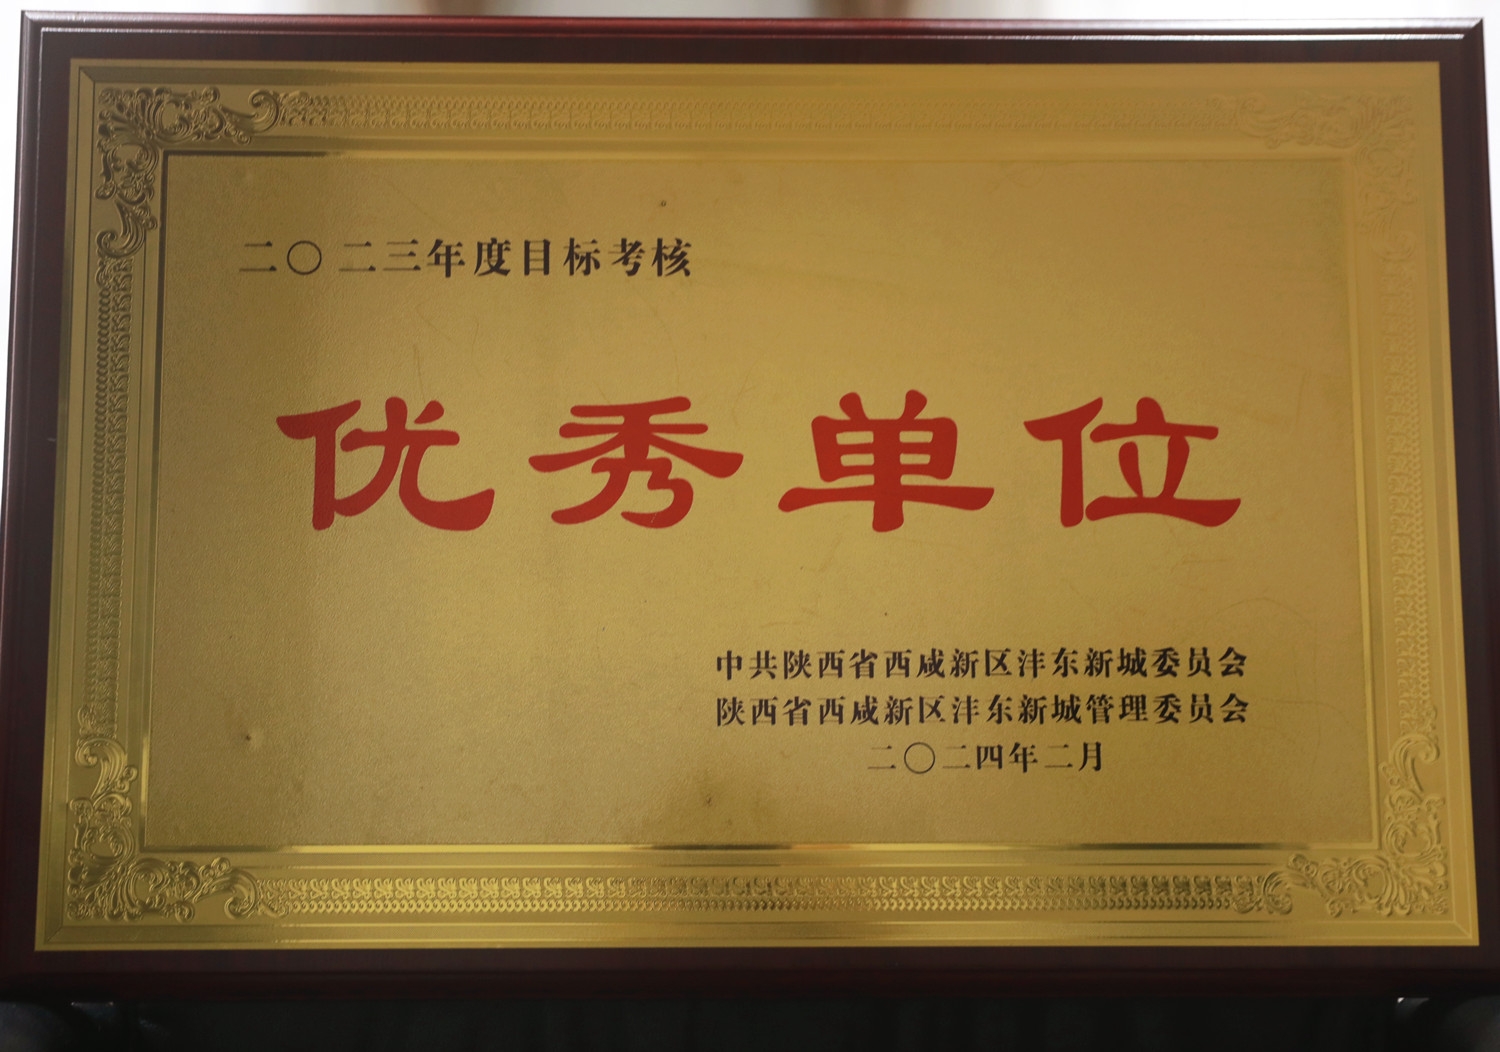 二〇二三年度目标考核
优秀单位
中共陕西省西咸新区沣东新城委员会
陕西省西咸新区沣东新城管理委员会
二〇二四年二月